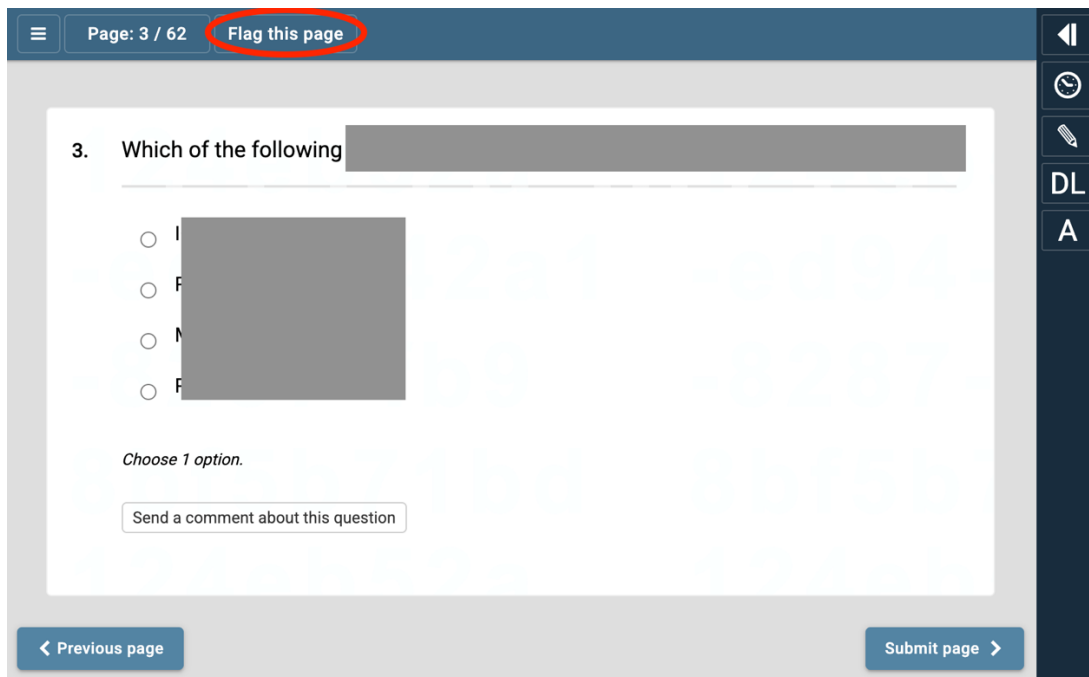 Page: 3 / 62
Flag this page
3. Which of the following
DL
A
Choose 1 option.
Send a comment about this question
Previous page
Submit page